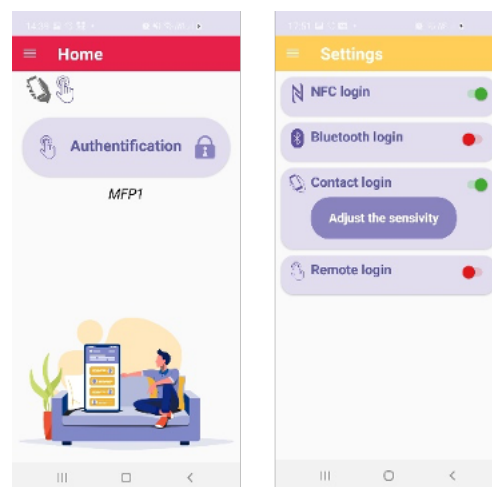 Home
Authentification
MFP1
Settings
NFC login
Bluetooth login
Contact login
Adjust the sensivity
Remote login